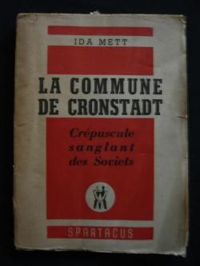 IDA METT
LA COMMUNE
DE CRONSTADT
Crépuscule
sanglant
des Soviets
SPARTACUS